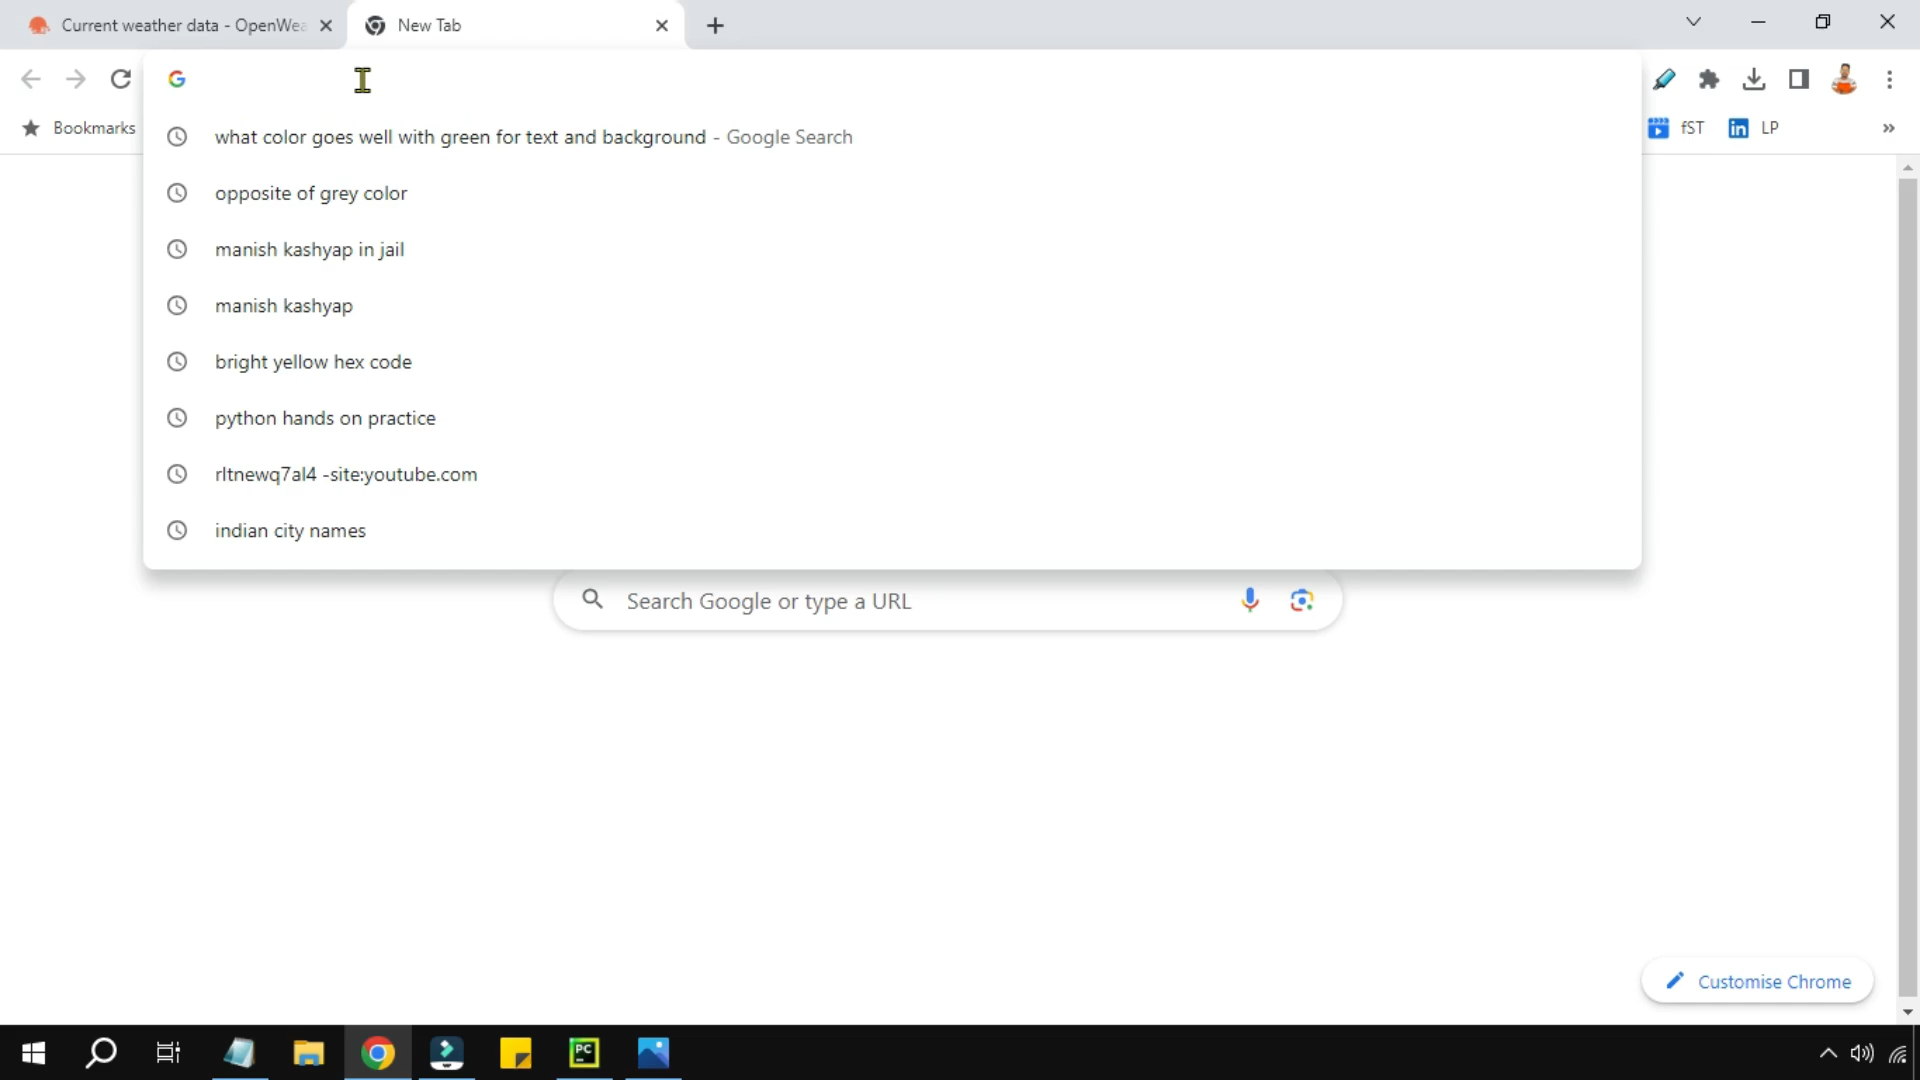 Current weather data - OpenWea
New Tab
Bookmarks
fST
LP
what color goes well with green for text and background - Google Search
opposite of grey color
manish kashyap in jail
manish kashyap
bright yellow hex code
python hands on practice
rltnewq7al4 -site:youtube.com
indian city names
Search Google or type a URL
Customise Chrome
PC